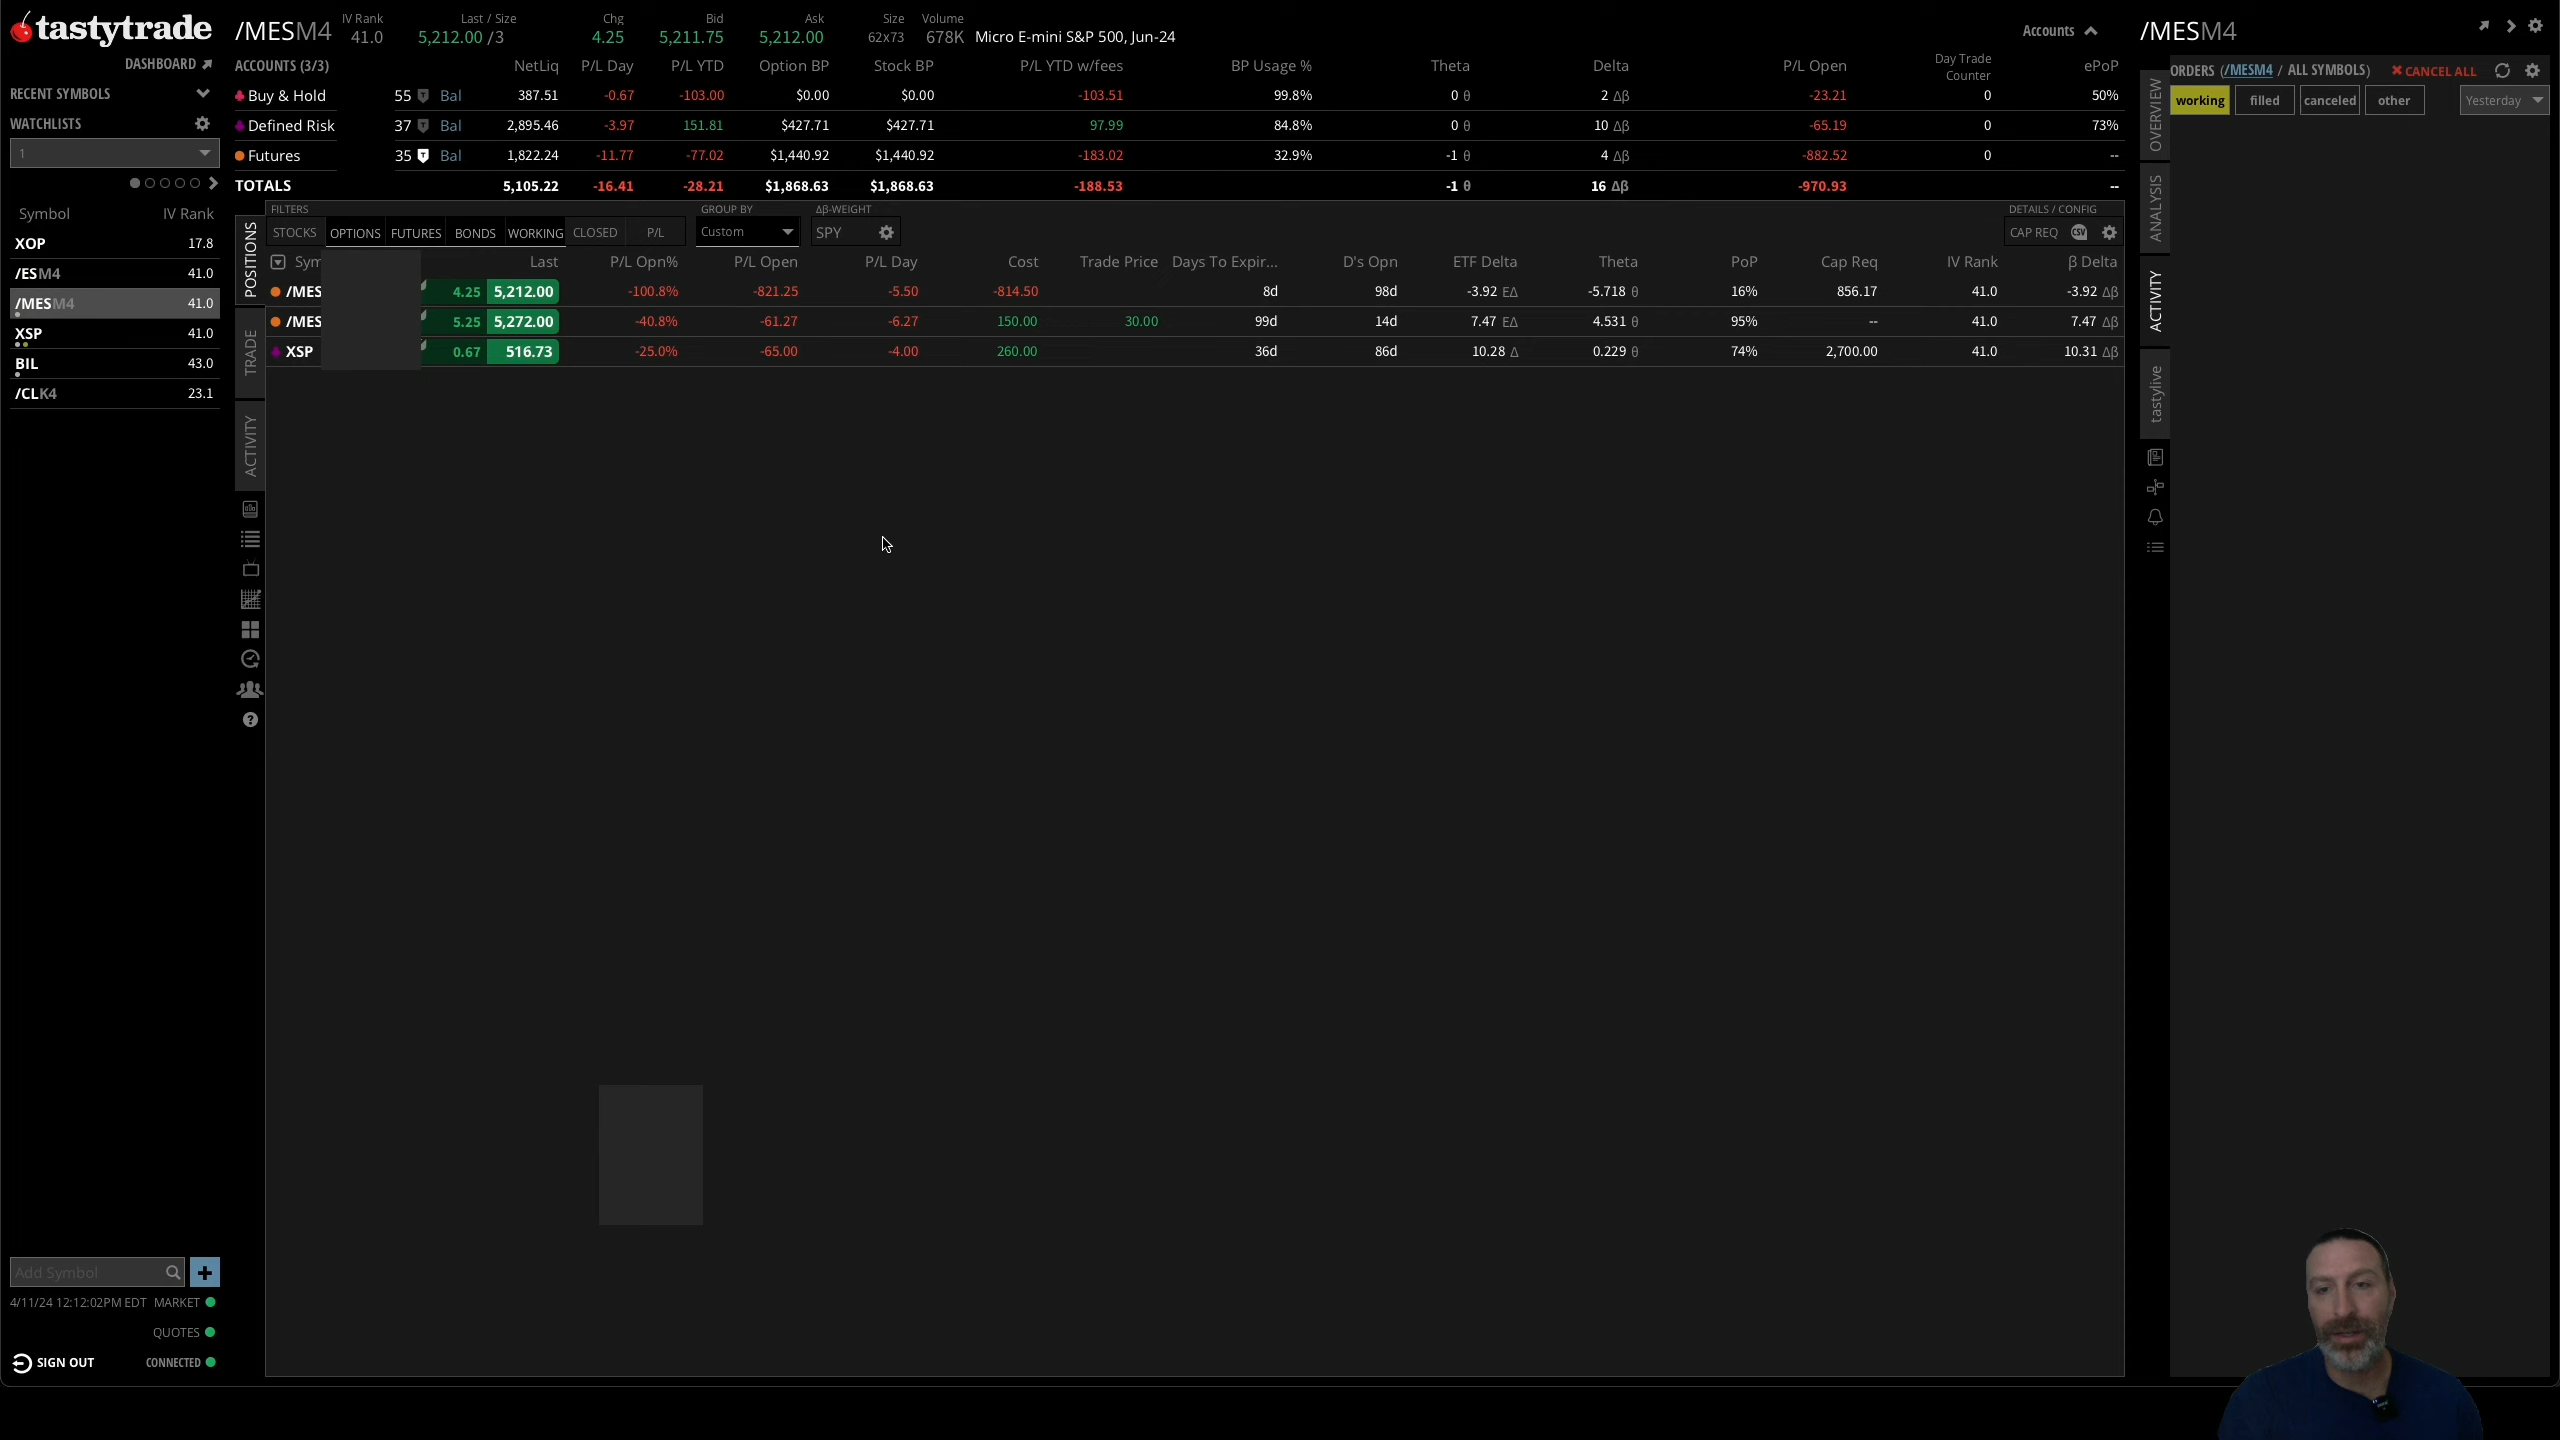 tastytrade
DASHBOARD
RECENT SYMBOLS
WATCHLISTS
1
Symbol IV Rank
XOP 17.8
/ESM4 41.0
/MESM4 41.0
XSP 41.0
BIL 43.0
/CLK4 23.1
Add Symbol
4/11/24 12:12:02PM EDT MARKET
QUOTES
SIGN OUT CONNECTED
/MESM4
IV Rank Last / Size Chg Bid Ask Size Volume
41.0 5,212.00 /3 4.25 5,211.75 5,212.00 62x73 678K Micro E-mini S&P 500, Jun-24
Accounts
ACCOUNTS (3/3) NetLiq P/L Day P/L YTD Option BP Stock BP P/L YTD w/fees BP Usage % Theta Delta P/L Open Day Trade Counter ePoP
Buy & Hold 55 T Bal 387.51 -0.67 -103.00 $0.00 $0.00 -103.51 99.8% 0 θ 2 Δβ -23.21 0 50%
Defined Risk 37 T Bal 2,895.46 -3.97 151.81 $427.71 $427.71 97.99 84.8% 0 θ 10 Δβ -65.19 0 73%
Futures 35 T Bal 1,822.24 -11.77 -77.02 $1,440.92 $1,440.92 -183.02 32.9% -1 θ 4 Δβ -882.52 0 --
TOTALS 5,105.22 -16.41 -28.21 $1,868.63 $1,868.63 -188.53 -1 θ 16 Δβ -970.93 --
POSITIONS
TRADE
ACTIVITY
FILTERS GROUP BY Δβ-WEIGHT DETAILS / CONFIG
STOCKS OPTIONS FUTURES BONDS WORKING CLOSED P/L Custom SPY CAP REQ CSV
Sym Last P/L Opn% P/L Open P/L Day Cost Trade Price Days To Expir... D's Opn ETF Delta Theta PoP Cap Req IV Rank β Delta
/MES 4.25 5,212.00 -100.8% -821.25 -5.50 -814.50 8d 98d -3.92 EΔ -5.718 θ 16% 856.17 41.0 -3.92 Δβ
/MES 5.25 5,272.00 -40.8% -61.27 -6.27 150.00 30.00 99d 14d 7.47 EΔ 4.531 θ 95% -- 41.0 7.47 Δβ
XSP 0.67 516.73 -25.0% -65.00 -4.00 260.00 36d 86d 10.28 Δ 0.229 θ 74% 2,700.00 41.0 10.31 Δβ
/MESM4
ORDERS (/MESM4 / ALL SYMBOLS) CANCEL ALL
working filled canceled other Yesterday
OVERVIEW
ANALYSIS
ACTIVITY
tastylive